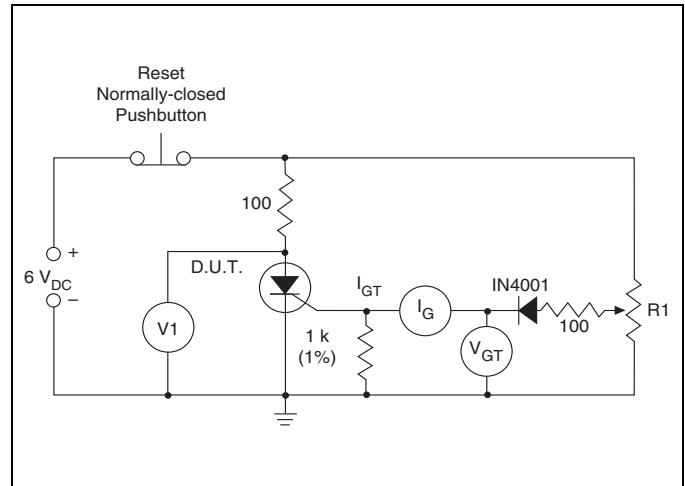 Reset
Normally-closed
Pushbutton
100
+
6 VDC
–
D.U.T.
V1
IGT
1 k
(1%)
IG
IN4001
VGT
100
R1